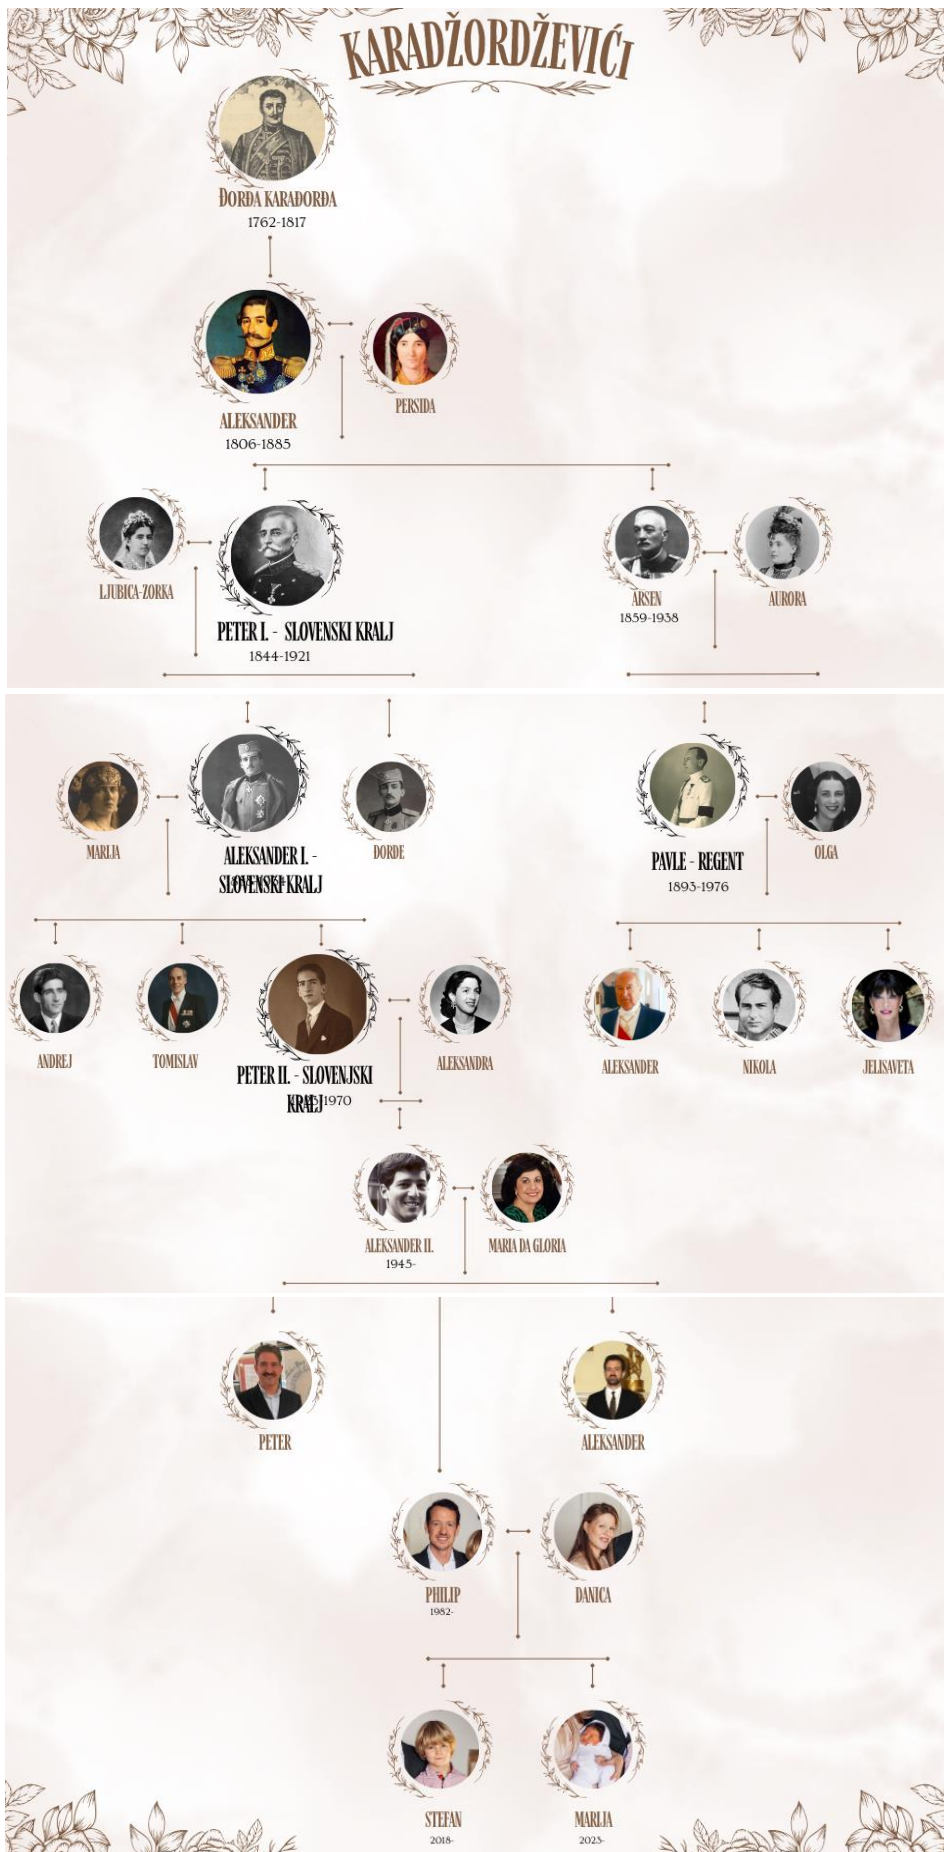 KARADŽORDŽEVIĆI
ĐORĐA KARAĐORĐA
1762-1817
ALEKSANDER
1806-1885
PERSIDA
LJUBICA-ZORKA
PETER I. - SLOVENSKI KRALJ
1844-1921
ARSEN
1859-1938
AURORA
MARIJA
ALEKSANDER I. -
SLOVENSKI KRALJ
ĐORĐE
PAVLE - REGENT
1893-1976
OLGA
ANDREJ
TOMISLAV
PETER II. - SLOVENJSKI
KRALJ
1970
ALEKSANDRA
ALEKSANDER
NIKOLA
JELISAVETA
ALEKSANDER II.
1945-
MARIA DA GLORIA
PETER
ALEKSANDER
PHILIP
1982-
DANICA
STEFAN
2018-
MARIJA
2023-